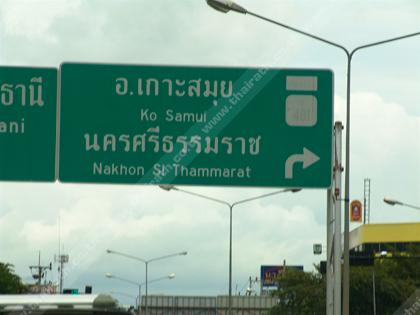 ธานี
ani
อ.เกาะสมุย
Ko Samui
401
นครศรีธรรมราช
Nakhon Si Thammarat